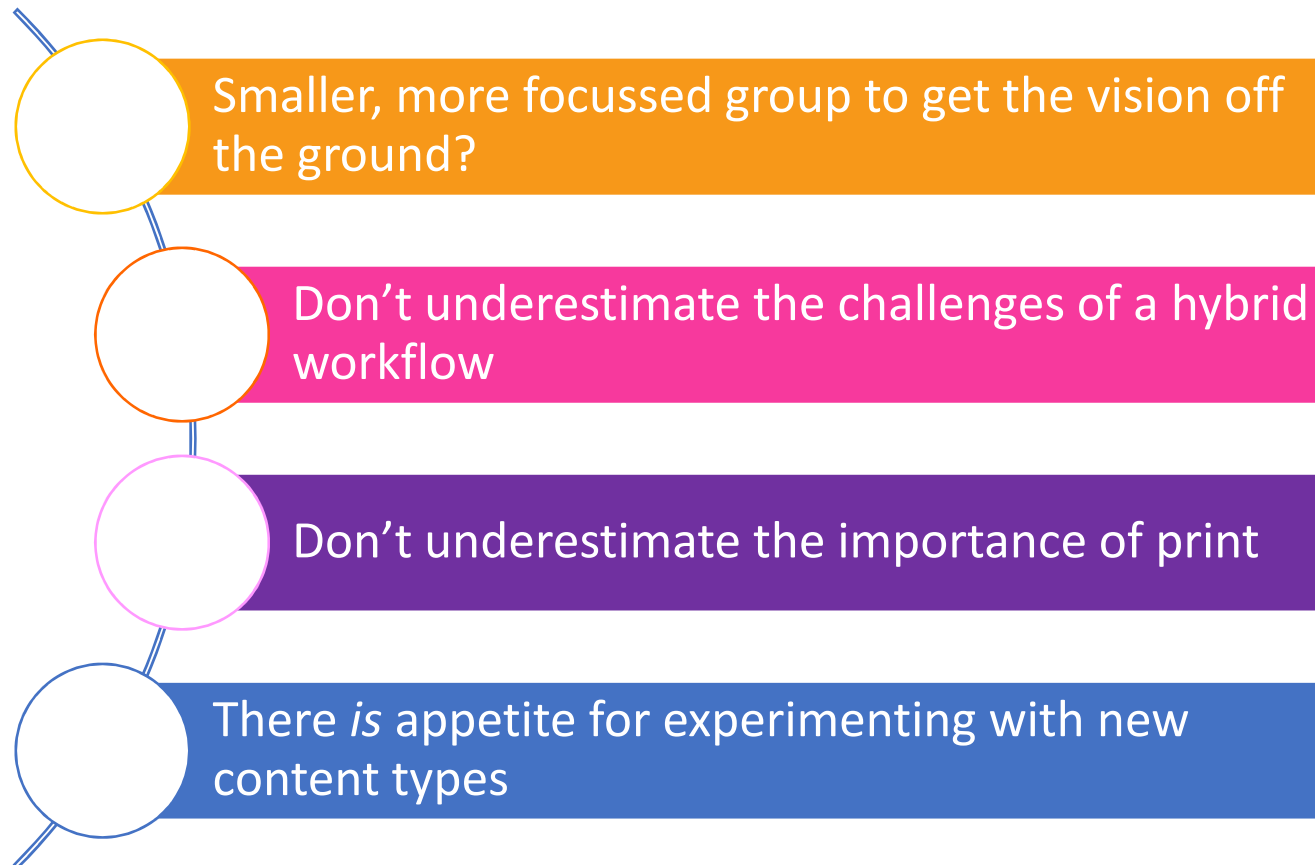 Smaller, more focussed group to get the vision off
the ground?
Don’t underestimate the challenges of a hybrid
workflow
Don’t underestimate the importance of print
There is appetite for experimenting with new
content types